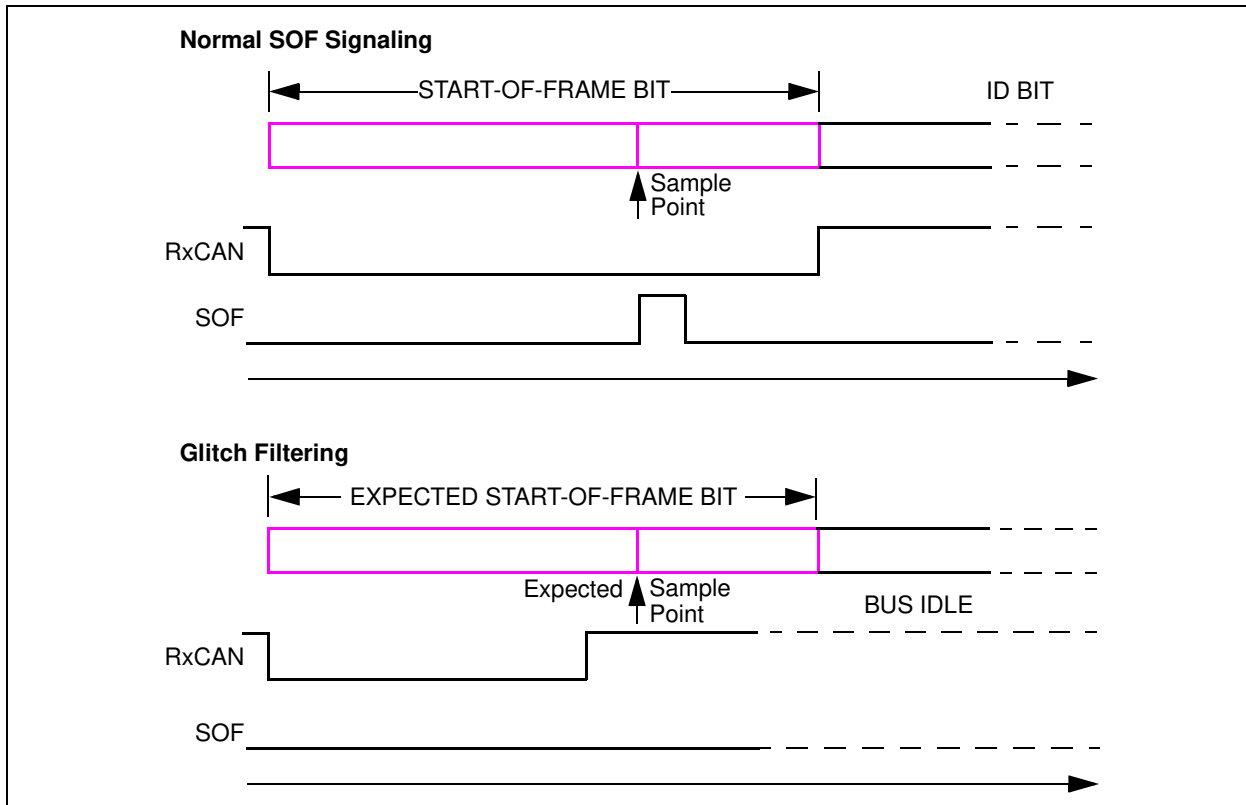 Normal SOF Signaling
START-OF-FRAME BIT
ID BIT
Sample
Point
RxCAN
SOF
Glitch Filtering
EXPECTED START-OF-FRAME BIT
Expected Sample
Point
BUS IDLE
RxCAN
SOF